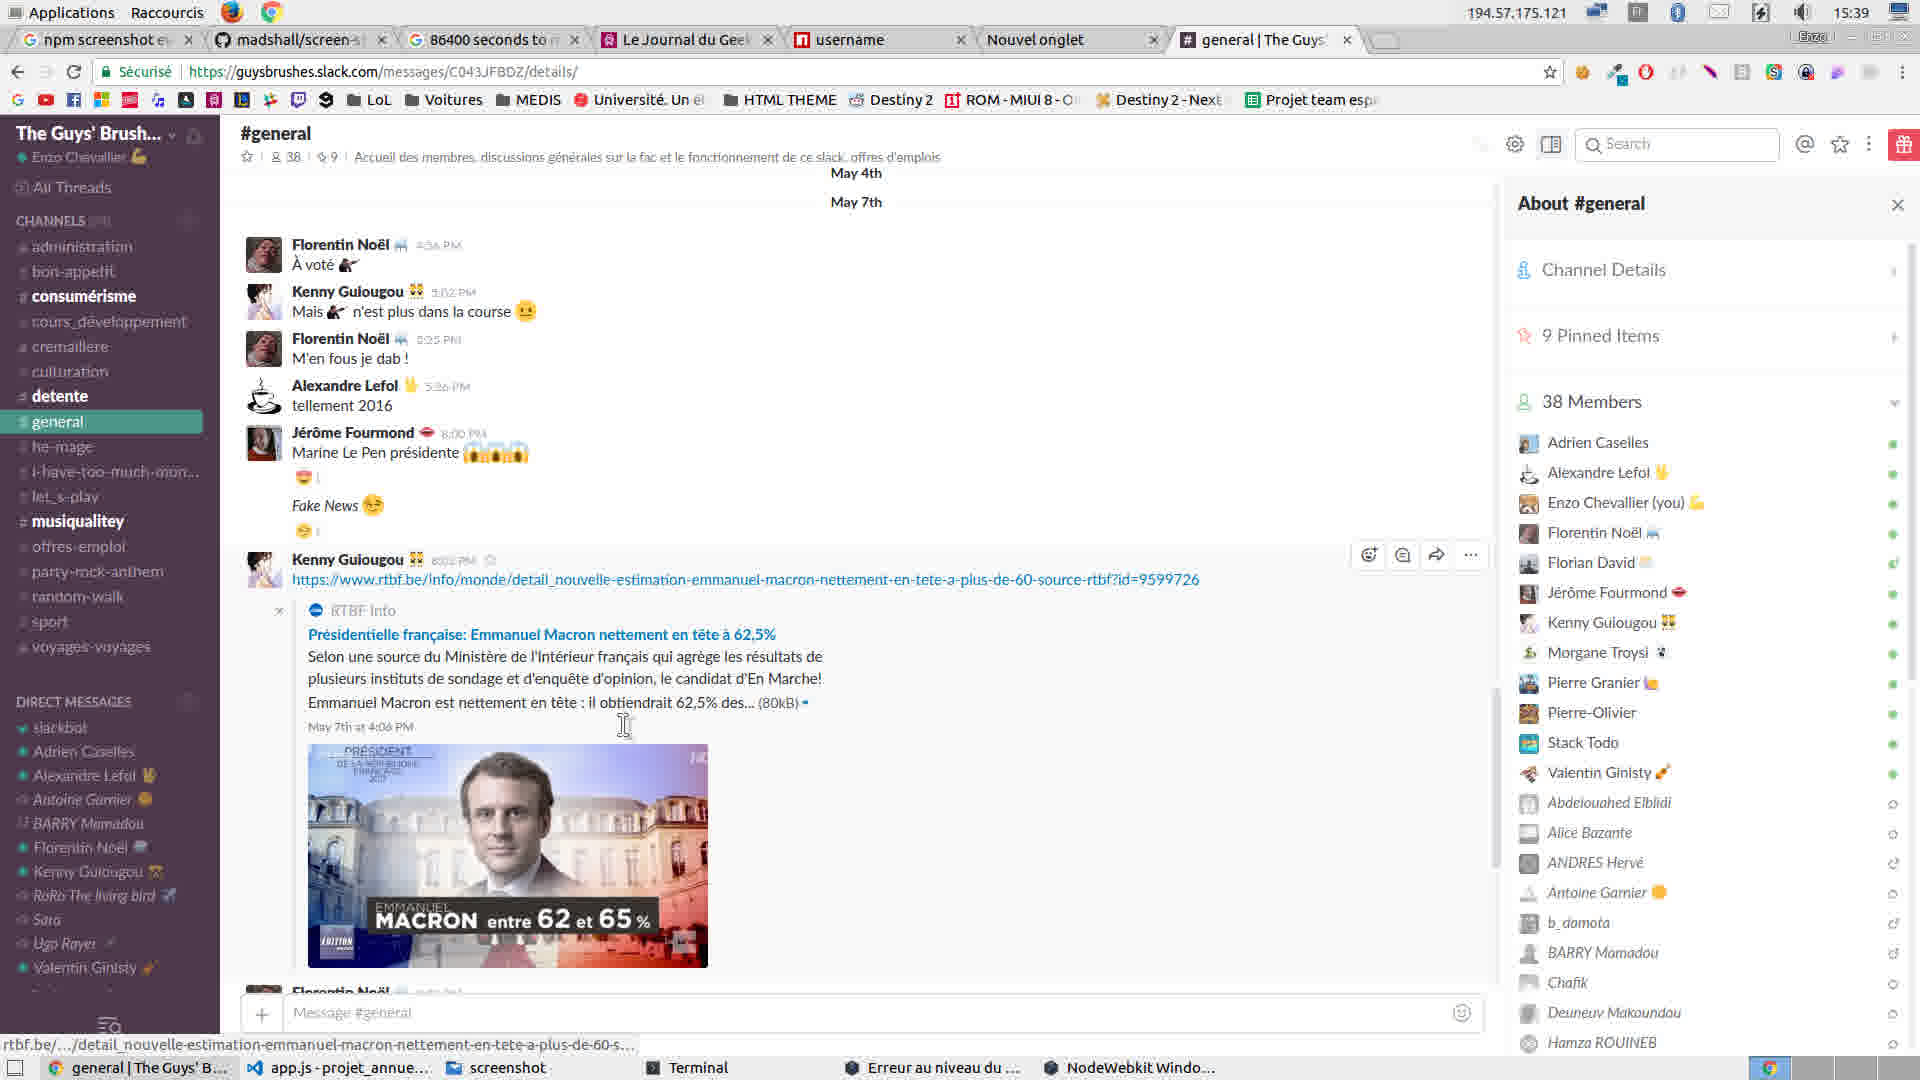 Applications
Raccourcis
194.57.175.121
15:39
npm screenshot ev
madshall/screen-s
86400 seconds to m
Le Journal du Geek
username
Nouvel onglet
general | The Guys'
Enzo
Sécurisé
https://guysbrushes.slack.com/messages/C043JFBDZ/details/
LoL
Voitures
MEDIS
Université. Un él
HTML THEME
Destiny 2
ROM - MIUI 8 - O
Destiny 2 - Next
Projet team esp
The Guys' Brush...
Enzo Chevallier
All Threads
CHANNELS
# administration
# bon-appetit
# consumérisme
# cours_développement
# cremaillere
# culturation
# detente
# general
# he-mage
# i-have-too-much-mon...
# let_s-play
# musiqualitey
# offres-emploi
# party-rock-anthem
# random-walk
# sport
# voyages-voyages
DIRECT MESSAGES
slackbot
Adrien Caselles
Alexandre Lefol
Antoine Garnier
BARRY Mamadou
Florentin Noël
Kenny Guiougou
RoRo The living bird
Sara
Ugo Rayer
Valentin Ginisty
#general
38
9
Accueil des membres, discussions générales sur la fac et le fonctionnement de ce slack, offres d'emplois
Search
May 4th
May 7th
Florentin Noël 4:36 PM
À voté
Kenny Guiougou 5:02 PM
Mais n'est plus dans la course
Florentin Noël 5:25 PM
M'en fous je dab !
Alexandre Lefol 5:36 PM
tellement 2016
Jérôme Fourmond 8:00 PM
Marine Le Pen présidente
1
Fake News
1
Kenny Guiougou 8:02 PM
https://www.rtbf.be/info/monde/detail_nouvelle-estimation-emmanuel-macron-nettement-en-tete-a-plus-de-60-source-rtbf?id=9599726
RTBF Info
Présidentielle française: Emmanuel Macron nettement en tête à 62,5%
Selon une source du Ministère de l'Intérieur français qui agrège les résultats de
plusieurs instituts de sondage et d'enquête d'opinion, le candidat d'En Marche!
Emmanuel Macron est nettement en tête : il obtiendrait 62,5% des... (80kB)
May 7th at 4:06 PM
PRÉSIDENT
DE LA RÉPUBLIQUE
FRANÇAISE
2017
EMMANUEL
MACRON entre 62 et 65 %
ÉDITION
Florentin Noël
Message #general
About #general
Channel Details
9 Pinned Items
38 Members
Adrien Caselles
Alexandre Lefol
Enzo Chevallier (you)
Florentin Noël
Florian David
Jérôme Fourmond
Kenny Guiougou
Morgane Troysi
Pierre Granier
Pierre-Olivier
Stack Todo
Valentin Ginisty
Abdelouahed Elblidi
Alice Bazante
ANDRES Hervé
Antoine Garnier
b_damota
BARRY Mamadou
Chafik
Deuneuv Makoundou
Hamza ROUINEB
rtbf.be/.../detail_nouvelle-estimation-emmanuel-macron-nettement-en-tete-a-plus-de-60-s...
general | The Guys' B...
app.js - projet_annue...
screenshot
Terminal
Erreur au niveau du ...
NodeWebkit Windo...